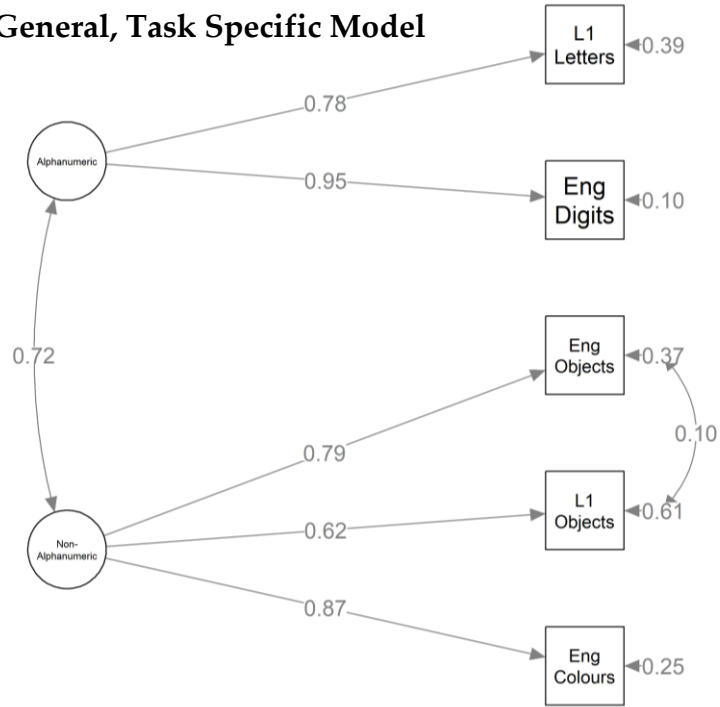 General, Task Specific Model
L1
Letters
0.39
0.78
Alphanumeric
0.95
Eng
Digits
0.10
0.72
Eng
Objects
0.37
0.10
0.79
L1
Objects
0.61
0.62
Non-
Alphanumeric
0.87
Eng
Colours
0.25